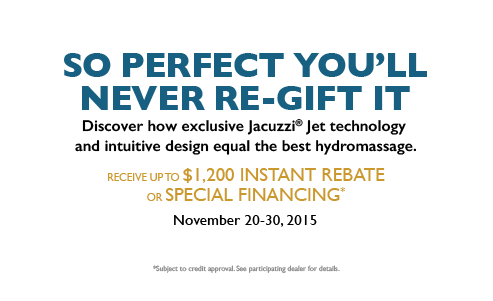 SO PERFECT YOU'LL
NEVER RE-GIFT IT
Discover how exclusive Jacuzzi® Jet technology
and intuitive design equal the best hydromassage.
RECEIVE UP TO $1,200 INSTANT REBATE
OR SPECIAL FINANCING*
November 20-30, 2015
*Subject to credit approval. See participating dealer for details.